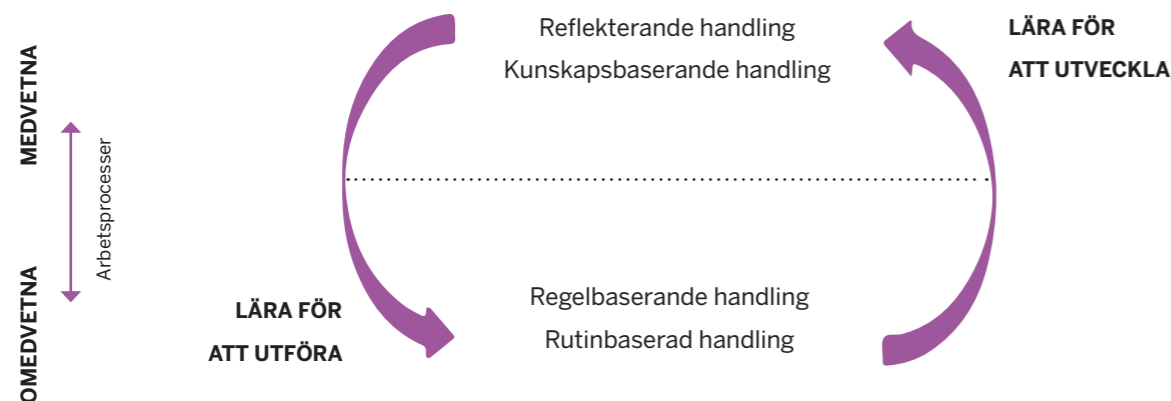 MEDVETNA
Arbetsprocesser
OMEDVETNA
Reflekterande handling
Kunskapsbaserande handling
LÄRA FÖR
ATT UTVECKLA
LÄRA FÖR
ATT UTFÖRA
Regelbaserande handling
Rutinbaserad handling